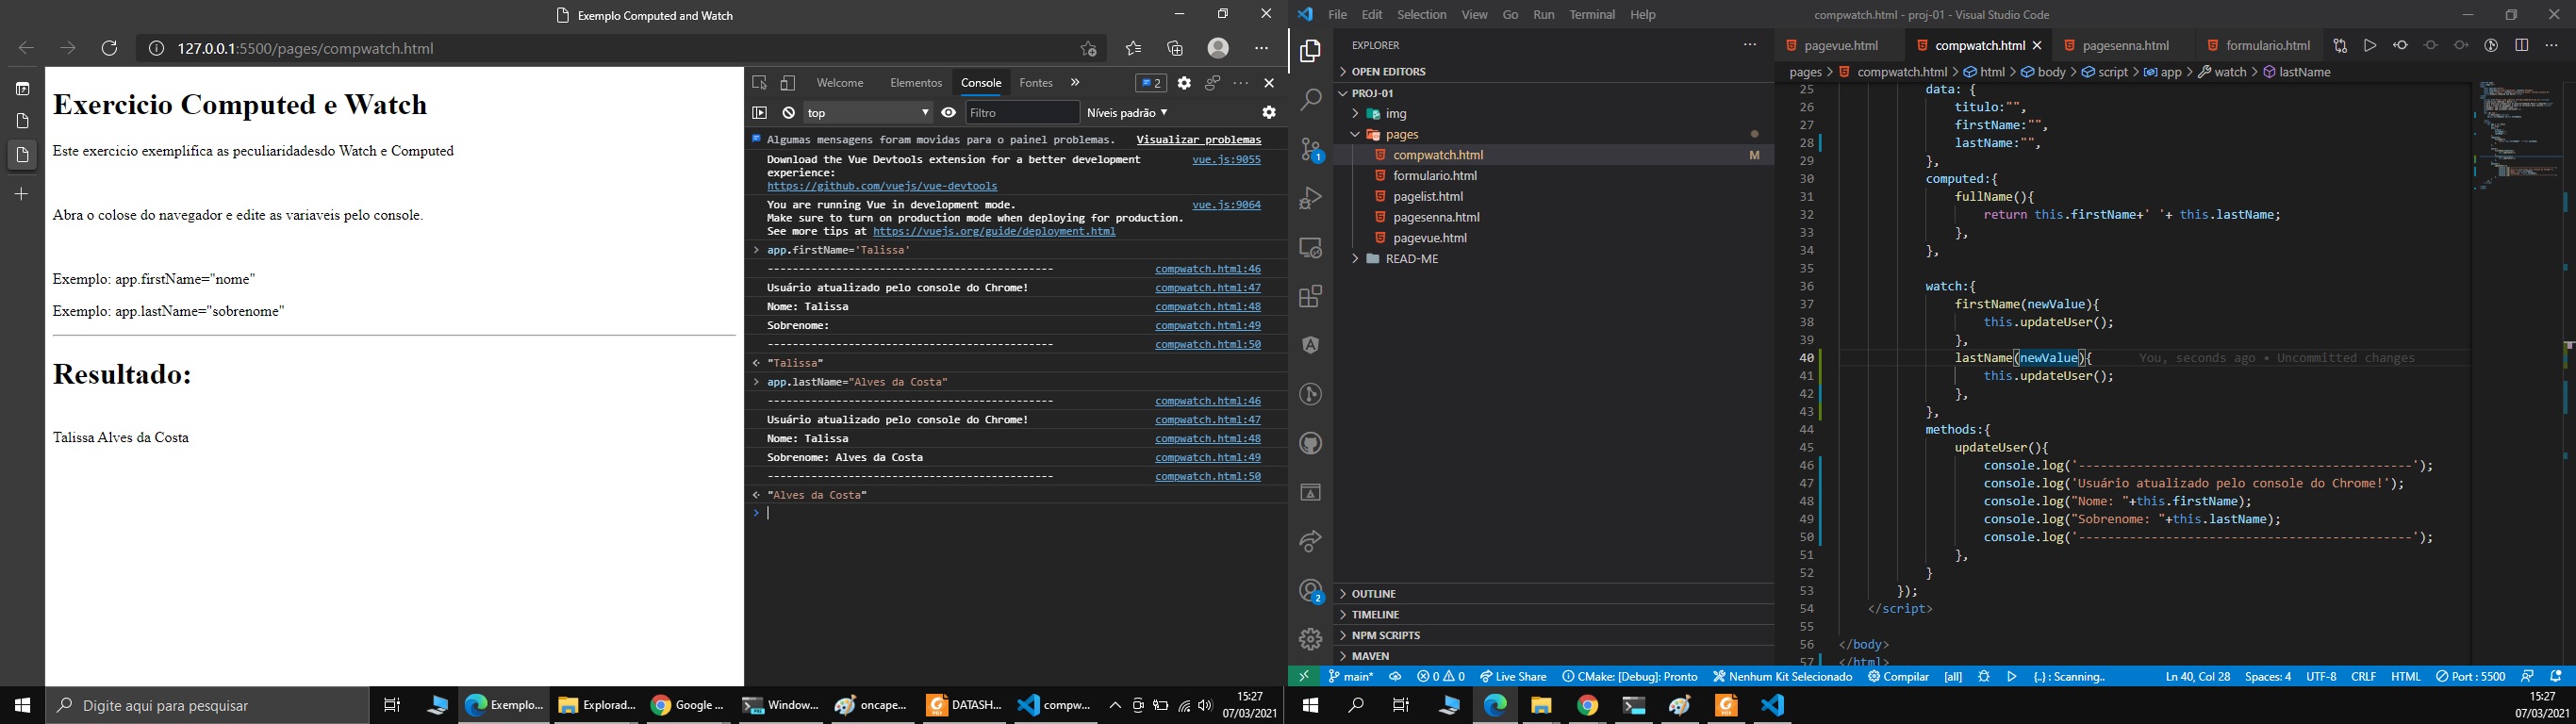 Exemplo Computed and Watch
127.0.0.1:5500/pages/compwatch.html
Exercicio Computed e Watch
Este exercicio exemplifica as peculiaridadesdo Watch e Computed
Abra o colose do navegador e edite as variaveis pelo console.
Exemplo: app.firstName="nome"
Exemplo: app.lastName="sobrenome"
Resultado:
Talissa Alves da Costa
Welcome Elementos Console Fontes 2
top Filtro Níveis padrão
Algumas mensagens foram movidas para o painel problemas. Visualizar problemas
Download the Vue Devtools extension for a better development vue.js:9055
experience:
https://github.com/vuejs/vue-devtools
You are running Vue in development mode. vue.js:9064
Make sure to turn on production mode when deploying for production.
See more tips at https://vuejs.org/guide/deployment.html
> app.firstName='Talissa'
---------------------------------------------- compwatch.html:46
Usuário atualizado pelo console do Chrome! compwatch.html:47
Nome: Talissa compwatch.html:48
Sobrenome: compwatch.html:49
---------------------------------------------- compwatch.html:50
"Talissa"
> app.lastName="Alves da Costa"
---------------------------------------------- compwatch.html:46
Usuário atualizado pelo console do Chrome! compwatch.html:47
Nome: Talissa compwatch.html:48
Sobrenome: Alves da Costa compwatch.html:49
---------------------------------------------- compwatch.html:50
"Alves da Costa"
>
Digite aqui para pesquisar Exemplo... Explorad... Google ... Window... oncape... DATASH... compw... 15:27
07/03/2021
File Edit Selection View Go Run Terminal Help compwatch.html - proj-01 - Visual Studio Code
EXPLORER
OPEN EDITORS
PROJ-01
img
pages
compwatch.html M
formulario.html
pagelist.html
pagesenna.html
pagevue.html
READ-ME
OUTLINE
TIMELINE
NPM SCRIPTS
MAVEN
1
2
pagevue.html compwatch.html pagesenna.html formulario.html
pages > compwatch.html > html > body > script > app > watch > lastName
25 data: {
26 titulo:"",
27 firstName:"",
28 lastName:"",
29 },
30 computed:{
31 fullName(){
32 return this.firstName+' '+ this.lastName;
33 },
34 },
35
36 watch:{
37 firstName(newValue){
38 this.updateUser();
39 },
40 lastName(newValue){ You, seconds ago • Uncommitted changes
41 this.updateUser();
42 },
43 },
44 methods:{
45 updateUser(){
46 console.log('----------------------------------------------');
47 console.log('Usuário atualizado pelo console do Chrome!');
48 console.log("Nome: "+this.firstName);
49 console.log("Sobrenome: "+this.lastName);
50 console.log('----------------------------------------------');
51 },
52 }
53 });
54 </script>
55
56 </body>
57 </html>
main* 0 0 Live Share CMake: [Debug]: Pronto Nenhum Kit Selecionado Compilar [all] {..} : Scanning.. Ln 40, Col 28 Spaces: 4 UTF-8 CRLF HTML Port : 5500
15:27
07/03/2021